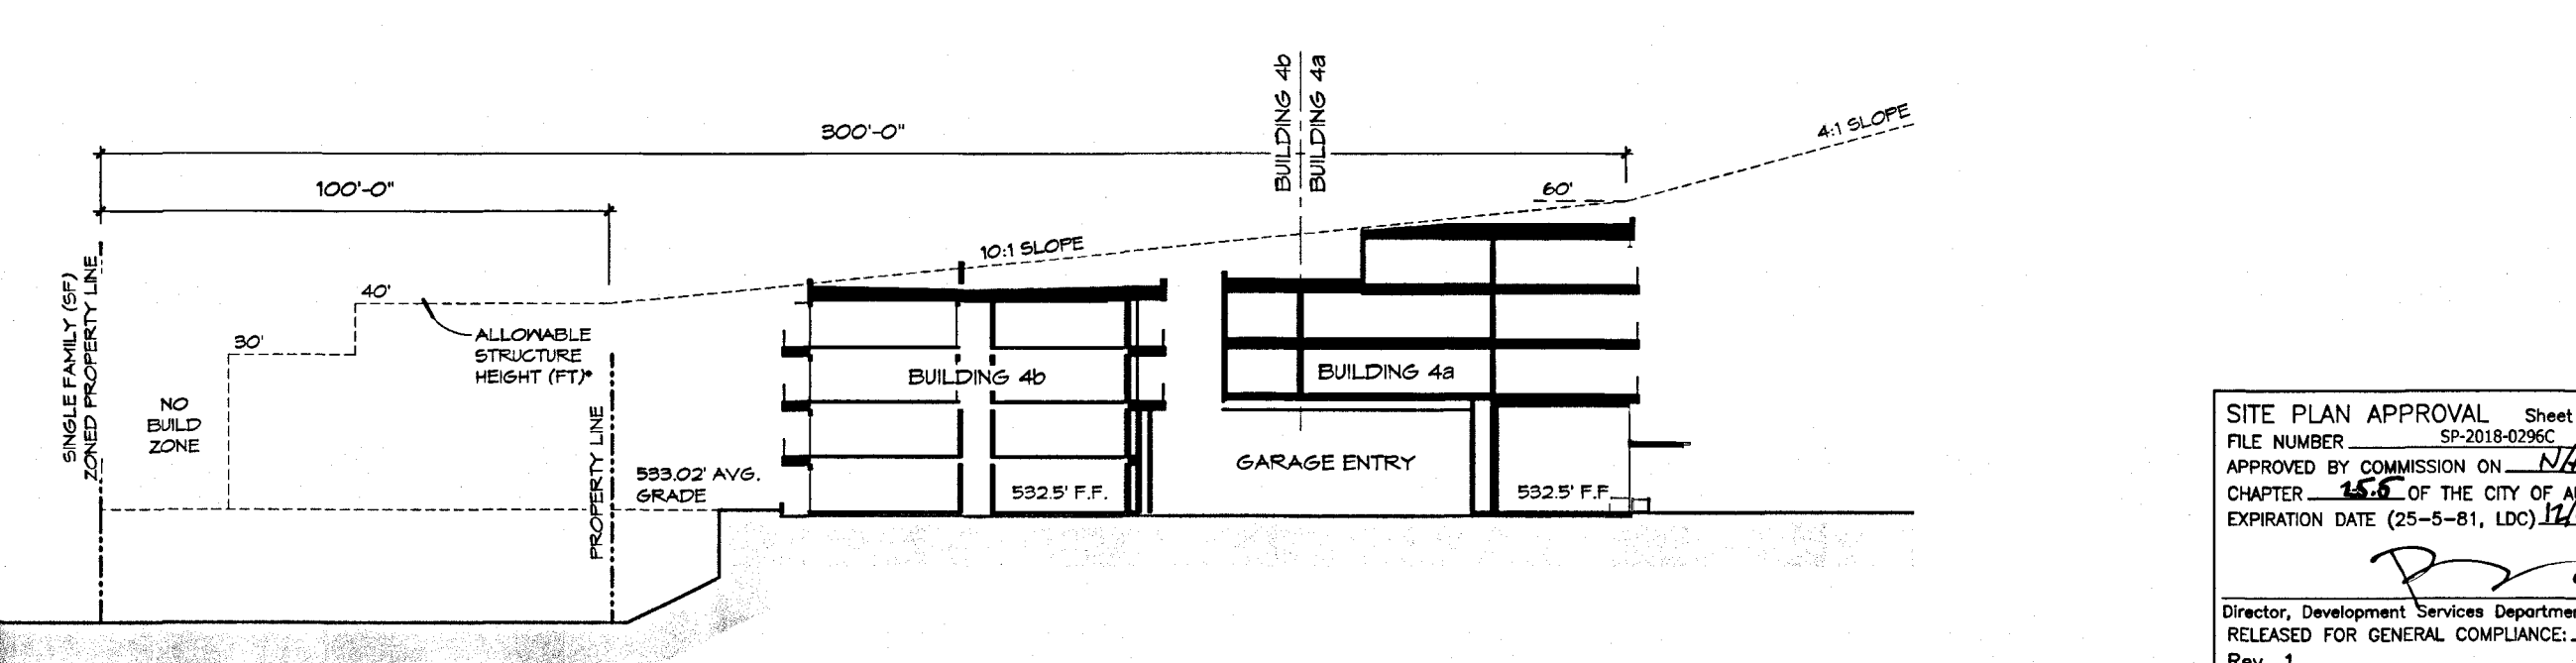 BUILDING 4b
BUILDING 4a
300'-0"
4:1 SLOPE
100'-0"
60'
10:1 SLOPE
SINGLE FAMILY (SF)
ZONED PROPERTY LINE
40'
30'
ALLOWABLE
STRUCTURE
HEIGHT (FT)*
NO
BUILD
ZONE
PROPERTY LINE
BUILDING 4b
BUILDING 4a
533.02' AVG.
GRADE
532.5' F.F.
GARAGE ENTRY
532.5' F.F.
SITE PLAN APPROVAL Sheet
FILE NUMBER SP-2018-0296C
APPROVED BY COMMISSION ON N/A
CHAPTER 25.5 OF THE CITY OF
EXPIRATION DATE (25-5-81, LDC) 12/
Director, Development Services
RELEASED FOR GENERAL COMPLIANCE:
Rev. 1